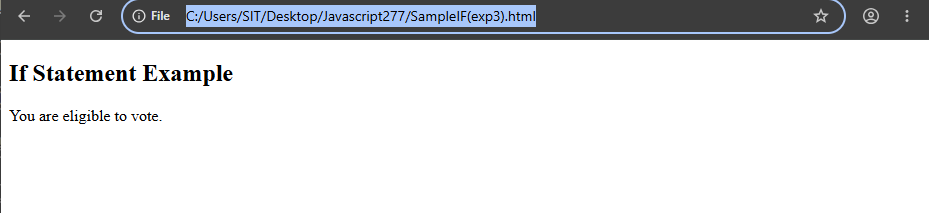 File C:/Users/SIT/Desktop/Javascript277/SampleIF(exp3).html
If Statement Example
You are eligible to vote.